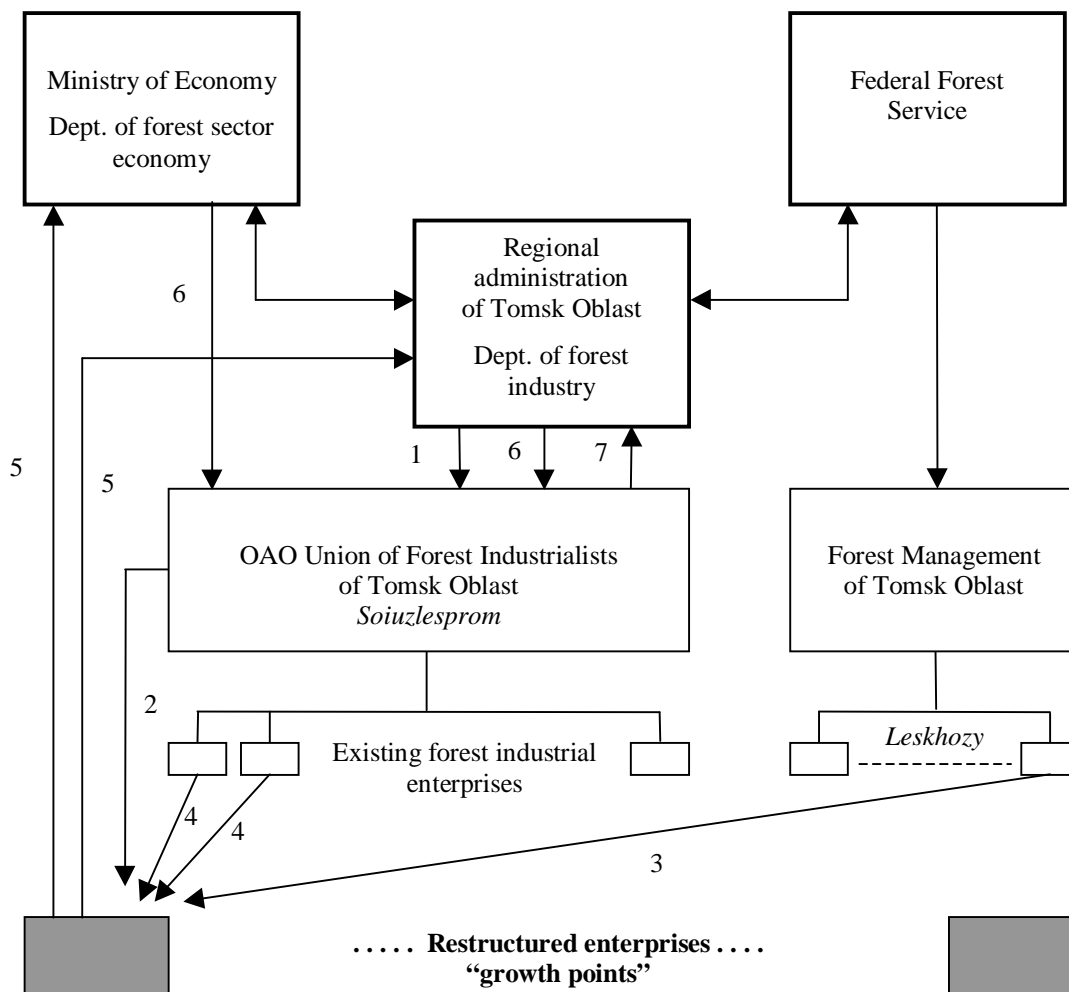 Ministry of Economy
Dept. of forest sector
economy
Federal Forest
Service
Regional
administration
of Tomsk Oblast
Dept. of forest
industry
6
5
5
1
6
7
OAO Union of Forest Industrialists
of Tomsk Oblast
Soiuzlesprom
Forest Management
of Tomsk Oblast
2
Existing forest industrial
enterprises
Leskhozy
4
4
3
. . . . . Restructured enterprises . . . .
“growth points”